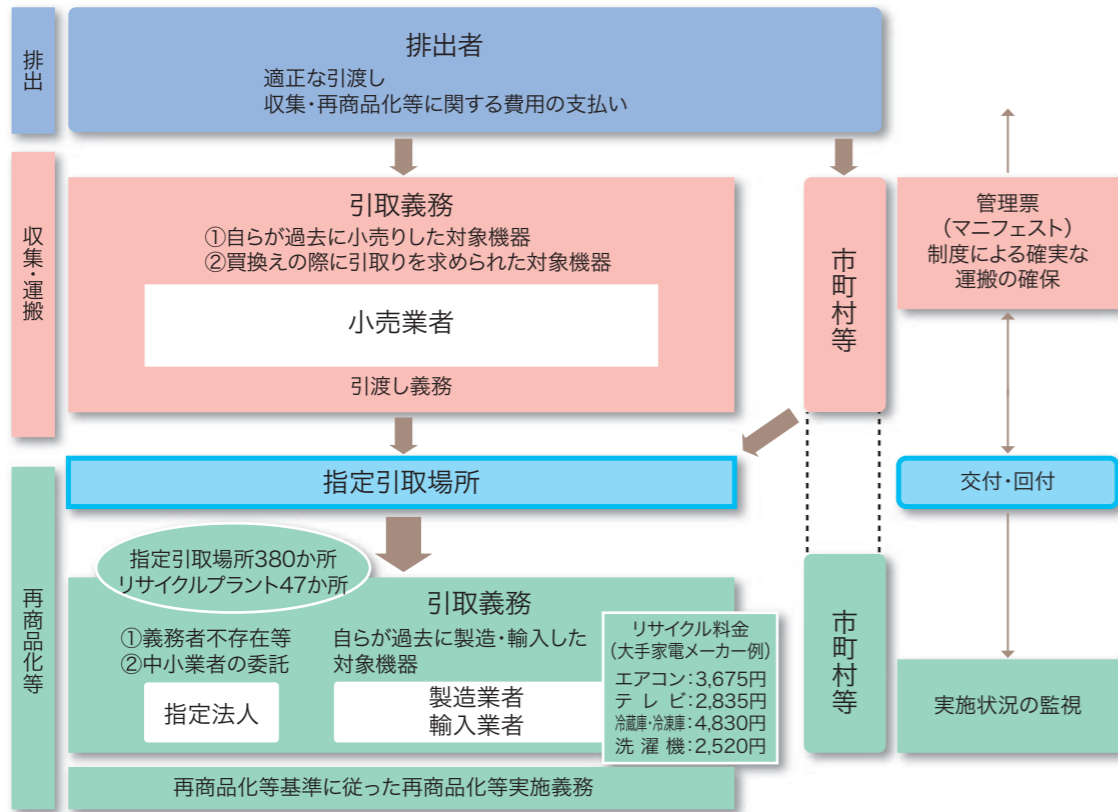 排出
排出者
適正な引渡し
収集・再商品化等に関する費用の支払い
収集・運搬
引取義務
①自らが過去に小売りした対象機器
②買換えの際に引取りを求められた対象機器
小売業者
引渡し義務
市町村等
管理票
（マニフェスト）
制度による確実な
運搬の確保
指定引取場所
交付・回付
再商品化等
指定引取場所380か所
リサイクルプラント47か所
引取義務
①義務者不存在等
②中小業者の委託
指定法人
自らが過去に製造・輸入した
対象機器
製造業者
輸入業者
リサイクル料金
（大手家電メーカー例）
エアコン：3,675円
テレビ：2,835円
冷蔵庫・冷凍庫：4,830円
洗濯機：2,520円
市町村等
実施状況の監視
再商品化等基準に従った再商品化等実施義務